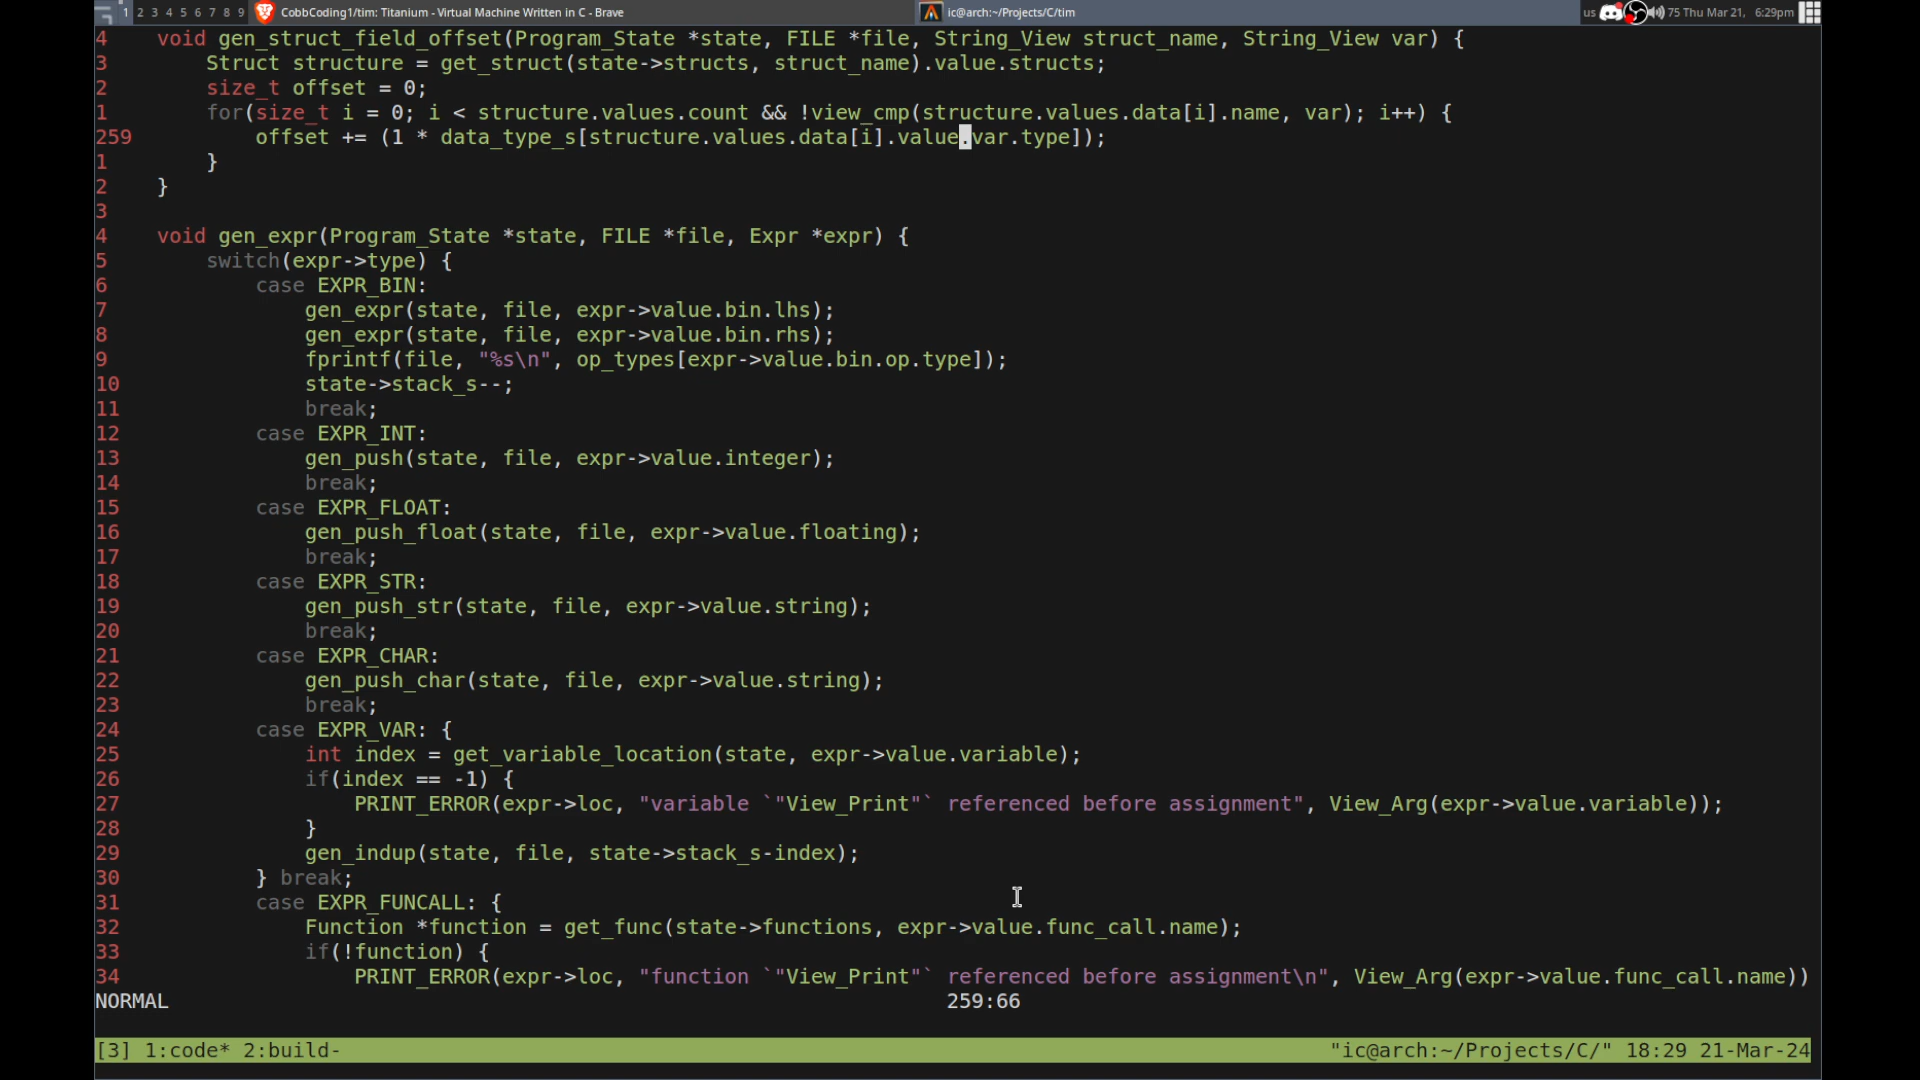 1 2 3 4 5 6 7 8 9 CobbCoding1/tim: Titanium - Virtual Machine Written in C - Brave ic@arch:~/Projects/C/tim us 75 Thu Mar 21, 6:29pm
4 void gen_struct_field_offset(Program_State *state, FILE *file, String_View struct_name, String_View var) {
3 Struct structure = get_struct(state->structs, struct_name).value.structs;
2 size_t offset = 0;
1 for(size_t i = 0; i < structure.values.count && !view_cmp(structure.values.data[i].name, var); i++) {
259 offset += (1 * data_type_s[structure.values.data[i].value.var.type]);
1 }
2 }
3
4 void gen_expr(Program_State *state, FILE *file, Expr *expr) {
5 switch(expr->type) {
6 case EXPR_BIN:
7 gen_expr(state, file, expr->value.bin.lhs);
8 gen_expr(state, file, expr->value.bin.rhs);
9 fprintf(file, "%s\n", op_types[expr->value.bin.op.type]);
10 state->stack_s--;
11 break;
12 case EXPR_INT:
13 gen_push(state, file, expr->value.integer);
14 break;
15 case EXPR_FLOAT:
16 gen_push_float(state, file, expr->value.floating);
17 break;
18 case EXPR_STR:
19 gen_push_str(state, file, expr->value.string);
20 break;
21 case EXPR_CHAR:
22 gen_push_char(state, file, expr->value.string);
23 break;
24 case EXPR_VAR: {
25 int index = get_variable_location(state, expr->value.variable);
26 if(index == -1) {
27 PRINT_ERROR(expr->loc, "variable `"View_Print"` referenced before assignment", View_Arg(expr->value.variable));
28 }
29 gen_indup(state, file, state->stack_s-index);
30 } break;
31 case EXPR_FUNCALL: {
32 Function *function = get_func(state->functions, expr->value.func_call.name);
33 if(!function) {
34 PRINT_ERROR(expr->loc, "function `"View_Print"` referenced before assignment\n", View_Arg(expr->value.func_call.name))
NORMAL 259:66
[3] 1:code* 2:build- "ic@arch:~/Projects/C/" 18:29 21-Mar-24